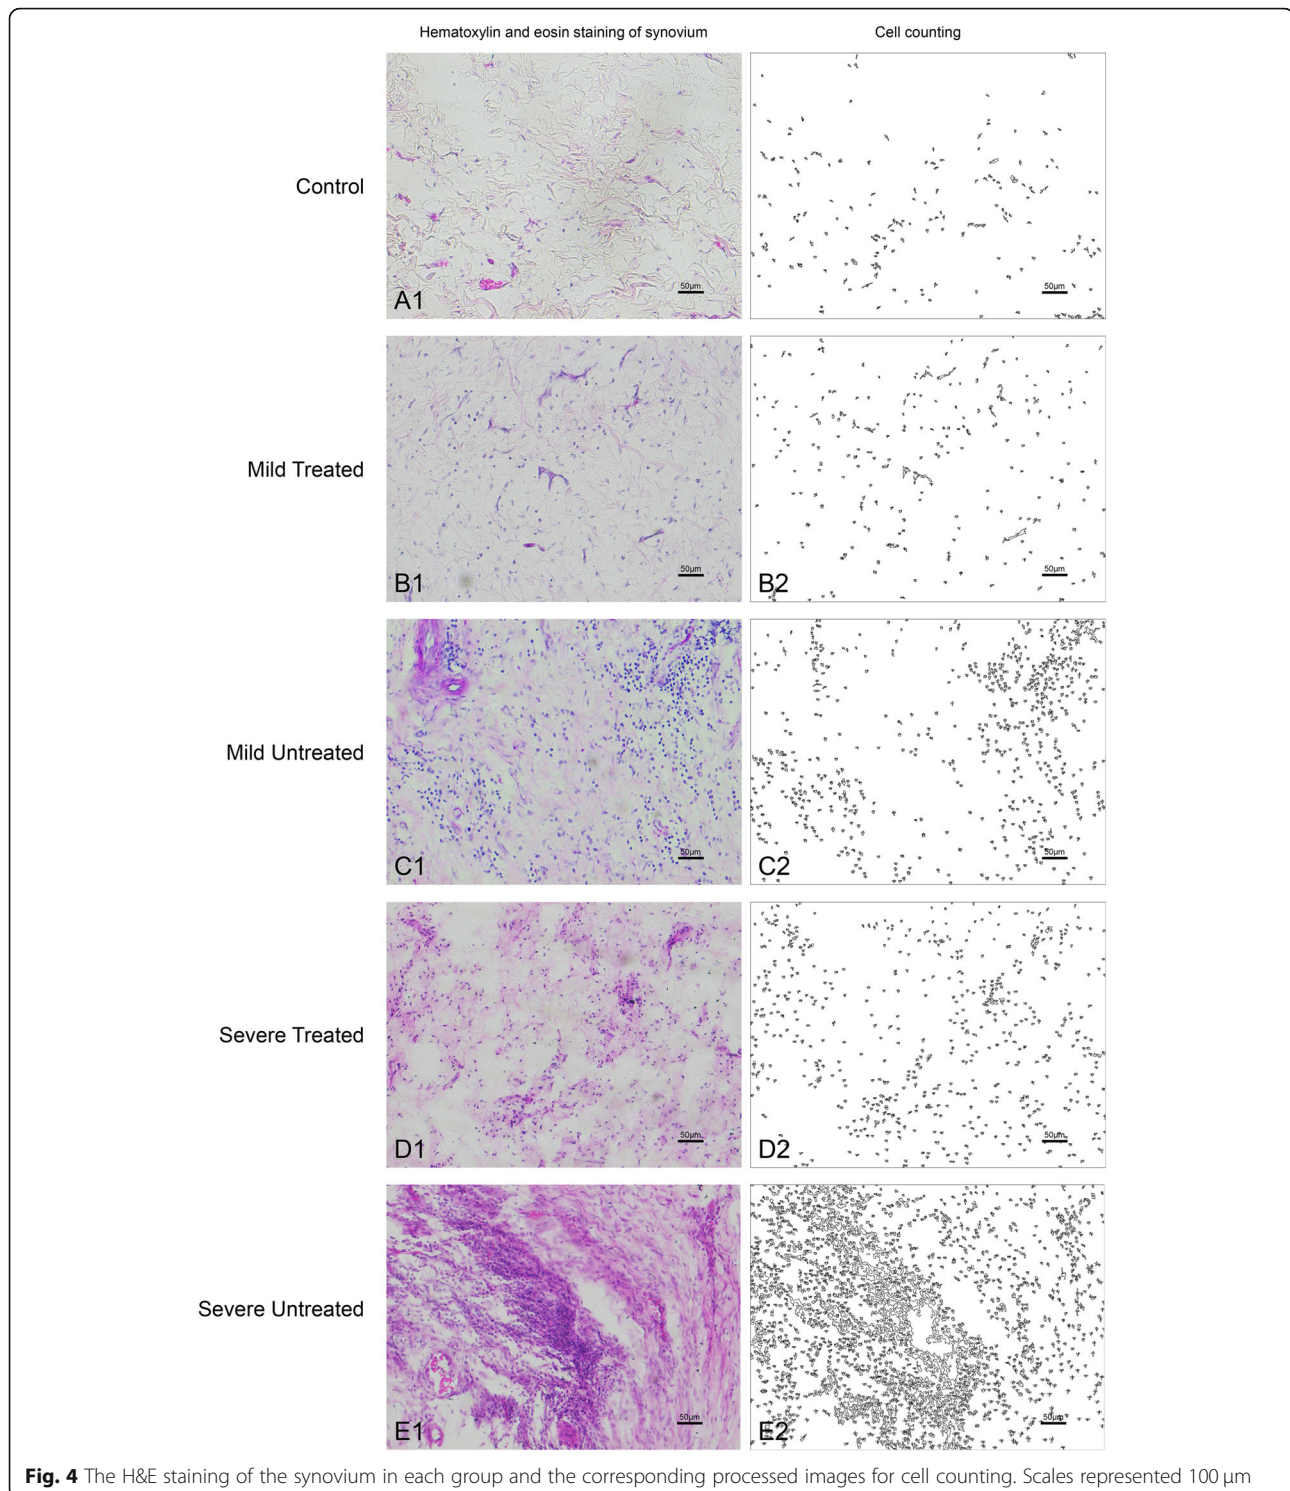 Hematoxylin and eosin staining of synovium Cell counting
Control
50μm
A1
50μm
Mild Treated
50μm
B1
50μm
B2
Mild Untreated
50μm
C1
50μm
C2
Severe Treated
50μm
D1
50μm
D2
Severe Untreated
50μm
E1
50μm
E2
Fig. 4 The H&E staining of the synovium in each group and the corresponding processed images for cell counting. Scales represented 100 μm